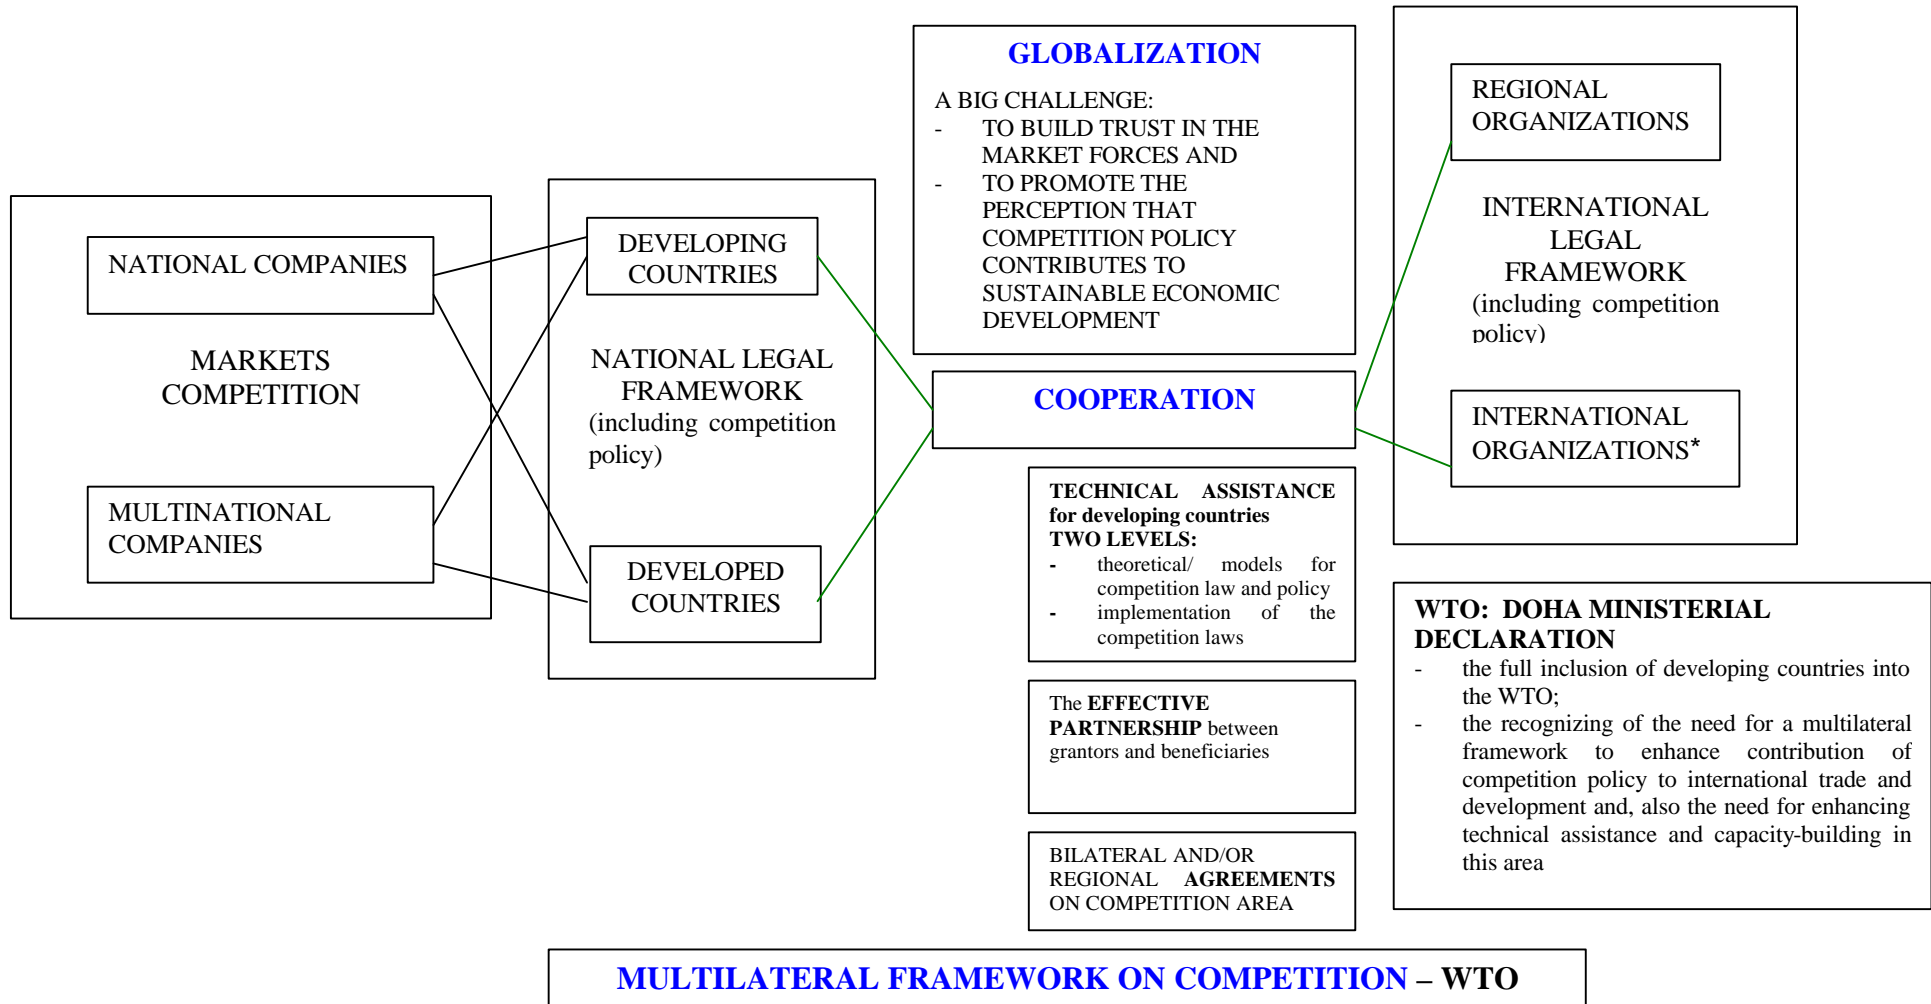 NATIONAL COMPANIES
MARKETS
COMPETITION
MULTINATIONAL
COMPANIES
DEVELOPING
COUNTRIES
NATIONAL LEGAL
FRAMEWORK
(including competition
policy)
DEVELOPED
COUNTRIES
GLOBALIZATION
A BIG CHALLENGE:
- TO BUILD TRUST IN THE
MARKET FORCES AND
- TO PROMOTE THE
PERCEPTION THAT
COMPETITION POLICY
CONTRIBUTES TO
SUSTAINABLE ECONOMIC
DEVELOPMENT
COOPERATION
TECHNICAL ASSISTANCE
for developing countries
TWO LEVELS:
- theoretical/ models for
competition law and policy
- implementation of the
competition laws
The EFFECTIVE
PARTNERSHIP between
grantors and beneficiaries
BILATERAL AND/OR
REGIONAL AGREEMENTS
ON COMPETITION AREA
REGIONAL
ORGANIZATIONS
INTERNATIONAL
LEGAL
FRAMEWORK
(including competition
policy)
INTERNATIONAL
ORGANIZATIONS*
WTO: DOHA MINISTERIAL
DECLARATION
- the full inclusion of developing countries into
the WTO;
- the recognizing of the need for a multilateral
framework to enhance contribution of
competition policy to international trade and
development and, also the need for enhancing
technical assistance and capacity-building in
this area
MULTILATERAL FRAMEWORK ON COMPETITION – WTO